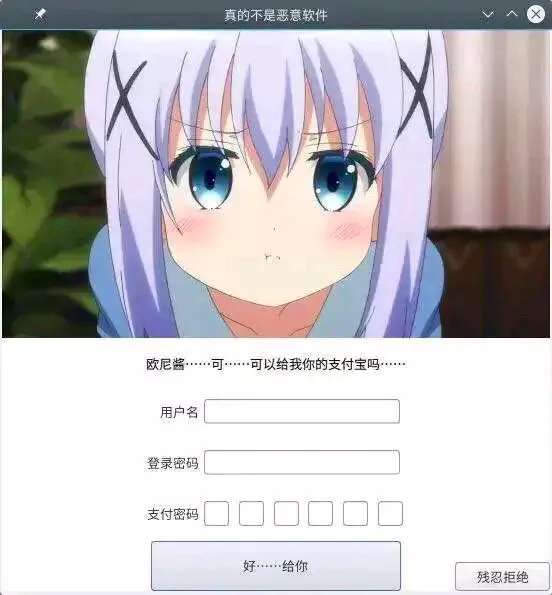 真的不是恶意软件
欧尼酱……可……可以给我你的支付宝吗……
用户名
登录密码
支付密码
好……给你
残忍拒绝